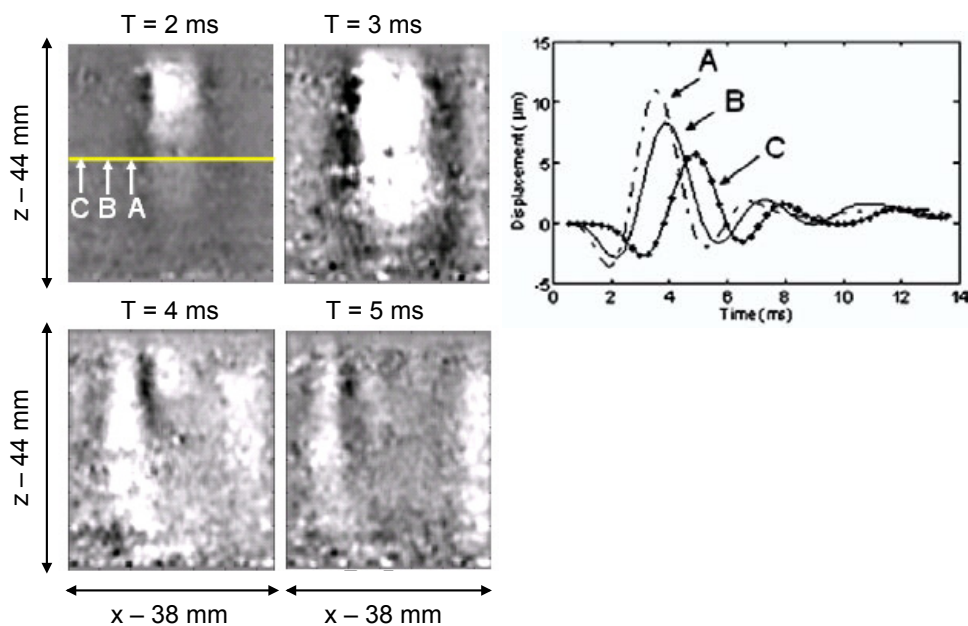 T = 2 ms
T = 3 ms
z – 44 mm
C B A
T = 4 ms
T = 5 ms
z – 44 mm
x – 38 mm
x – 38 mm
15
10
5
0
-5
Displacement (µm)
A
B
C
0 2 4 6 8 10 12 14
Time (ms)